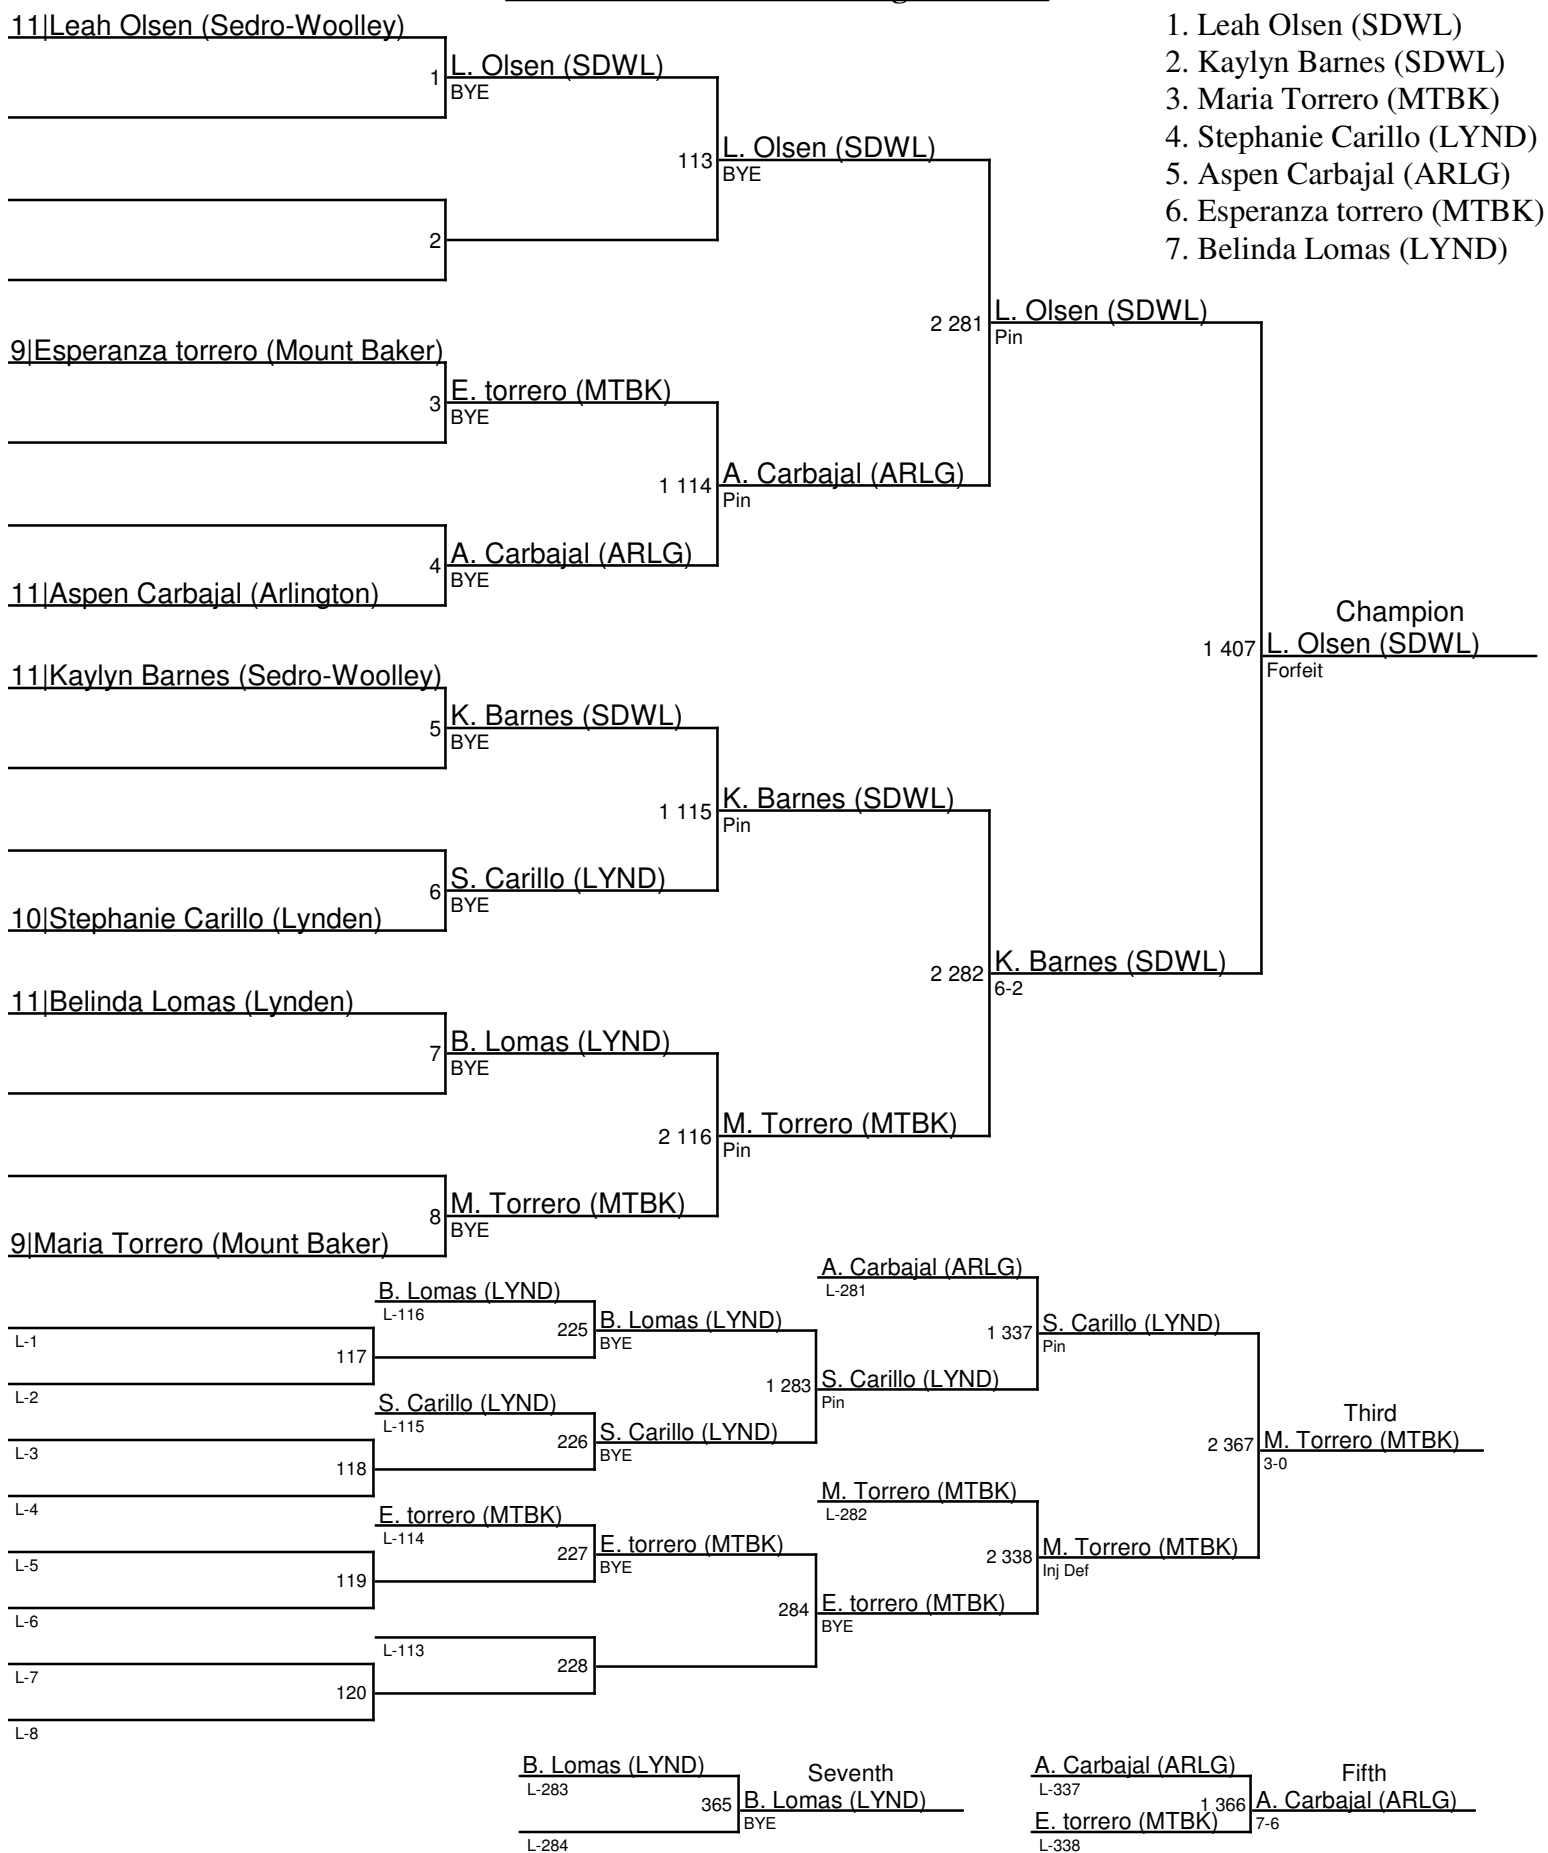 11|Leah Olsen (Sedro-Woolley)
1
L. Olsen (SDWL)
BYE
113
L. Olsen (SDWL)
BYE
2
9|Esperanza torrero (Mount Baker)
3
E. torrero (MTBK)
BYE
1 114
A. Carbajal (ARLG)
Pin
4
A. Carbajal (ARLG)
BYE
11|Aspen Carbajal (Arlington)
2 281
L. Olsen (SDWL)
Pin
1. Leah Olsen (SDWL)
2. Kaylyn Barnes (SDWL)
3. Maria Torrero (MTBK)
4. Stephanie Carillo (LYND)
5. Aspen Carbajal (ARLG)
6. Esperanza torrero (MTBK)
7. Belinda Lomas (LYND)
Champion
1 407
L. Olsen (SDWL)
Forfeit
11|Kaylyn Barnes (Sedro-Woolley)
5
K. Barnes (SDWL)
BYE
1 115
K. Barnes (SDWL)
Pin
6
S. Carillo (LYND)
BYE
10|Stephanie Carillo (Lynden)
2 282
K. Barnes (SDWL)
6-2
11|Belinda Lomas (Lynden)
7
B. Lomas (LYND)
BYE
2 116
M. Torrero (MTBK)
Pin
8
M. Torrero (MTBK)
BYE
9|Maria Torrero (Mount Baker)
L-1
117
L-2
L-3
118
L-4
L-5
119
L-6
L-7
120
L-8
B. Lomas (LYND)
L-116
225
B. Lomas (LYND)
BYE
S. Carillo (LYND)
L-115
226
S. Carillo (LYND)
BYE
E. torrero (MTBK)
L-114
227
E. torrero (MTBK)
BYE
L-113
228
1 283
S. Carillo (LYND)
Pin
284
E. torrero (MTBK)
BYE
A. Carbajal (ARLG)
L-281
1 337
S. Carillo (LYND)
Pin
M. Torrero (MTBK)
L-282
2 338
M. Torrero (MTBK)
Inj Def
Third
2 367
M. Torrero (MTBK)
3-0
B. Lomas (LYND)
L-283
Seventh
365
B. Lomas (LYND)
BYE
L-284
A. Carbajal (ARLG)
L-337
Fifth
1 366
A. Carbajal (ARLG)
7-6
E. torrero (MTBK)
L-338